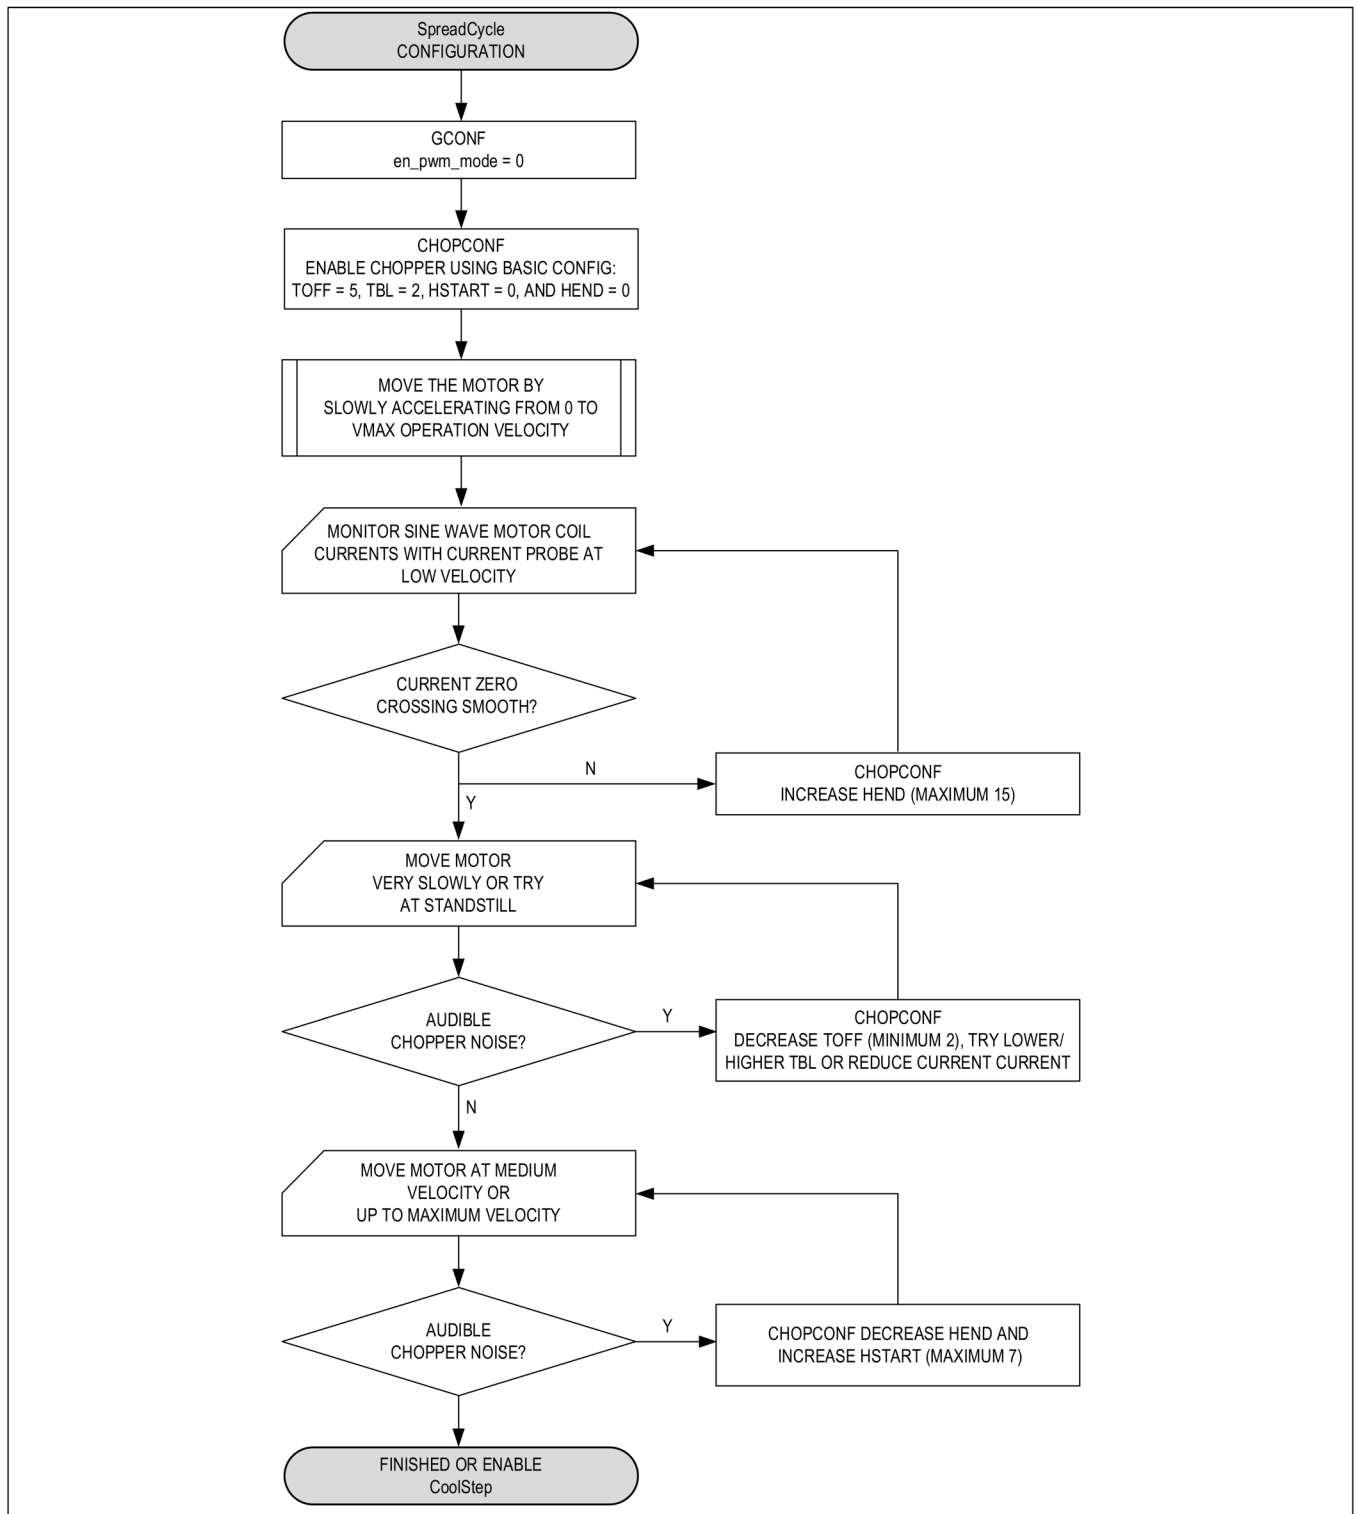 SpreadCycle
CONFIGURATION
GCONF
en_pwm_mode = 0
CHOPCONF
ENABLE CHOPPER USING BASIC CONFIG:
TOFF = 5, TBL = 2, HSTART = 0, AND HEND = 0
MOVE THE MOTOR BY
SLOWLY ACCELERATING FROM 0 TO
VMAX OPERATION VELOCITY
MONITOR SINE WAVE MOTOR COIL
CURRENTS WITH CURRENT PROBE AT
LOW VELOCITY
CURRENT ZERO
CROSSING SMOOTH?
N
CHOPCONF
INCREASE HEND (MAXIMUM 15)
Y
MOVE MOTOR
VERY SLOWLY OR TRY
AT STANDSTILL
AUDIBLE
CHOPPER NOISE?
Y
CHOPCONF
DECREASE TOFF (MINIMUM 2), TRY LOWER/
HIGHER TBL OR REDUCE CURRENT CURRENT
N
MOVE MOTOR AT MEDIUM
VELOCITY OR
UP TO MAXIMUM VELOCITY
AUDIBLE
CHOPPER NOISE?
Y
CHOPCONF DECREASE HEND AND
INCREASE HSTART (MAXIMUM 7)
FINISHED OR ENABLE
CoolStep